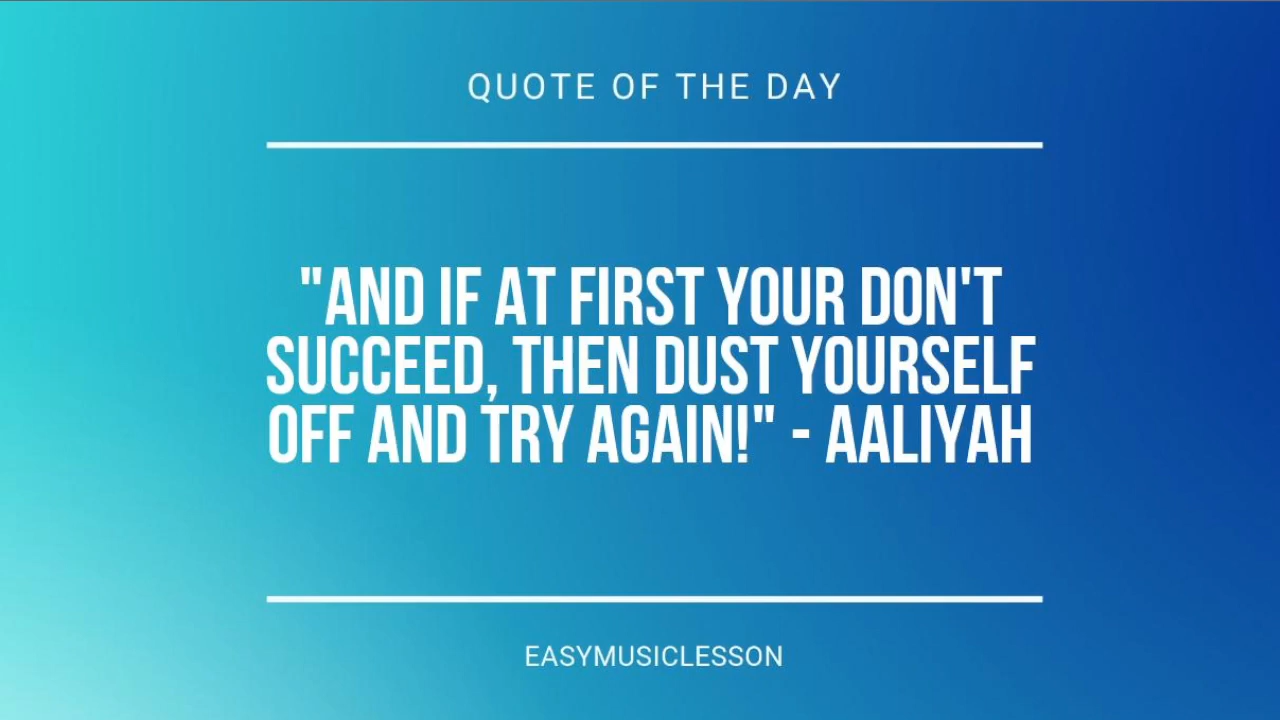 QUOTE OF THE DAY
"AND IF AT FIRST YOUR DON'T
SUCCEED, THEN DUST YOURSELF
OFF AND TRY AGAIN!" - AALIYAH
EASYMUSICLESSON